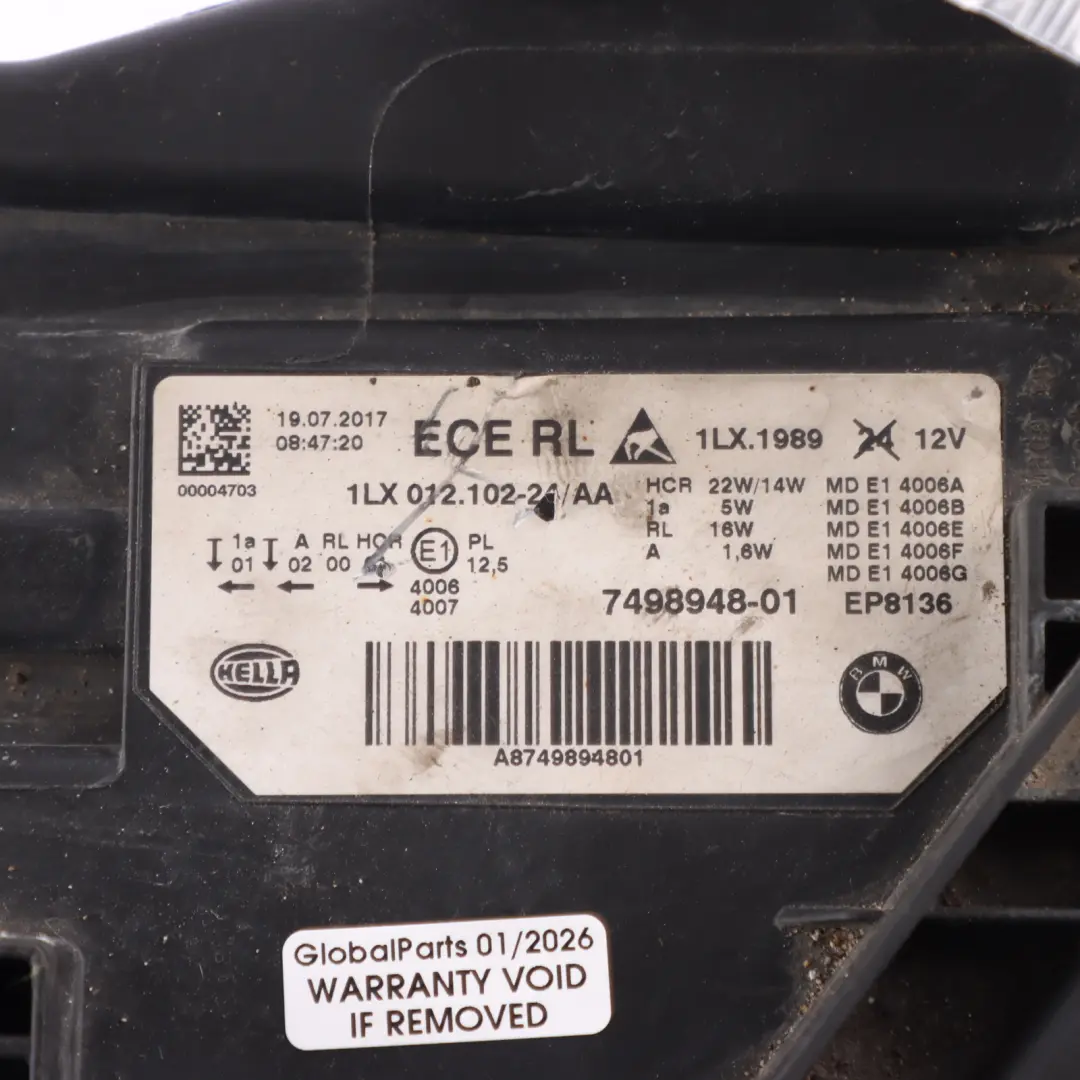 19.07.2017
08:47:20
00004703
ECE RL
1LX.1989 24 12V
1LX 012.102-24/AA
HCR 22W/14W
1a 5W
RL 16W
A 1,6W
MD E1 4006A
MD E1 4006B
MD E1 4006E
MD E1 4006F
MD E1 4006G
1a A RL HCR
01 02 00
E1
PL
12,5
4006
4007
7498948-01
EP8136
HELLA
BMW
A8749894801
GlobalParts 01/2026
WARRANTY VOID
IF REMOVED